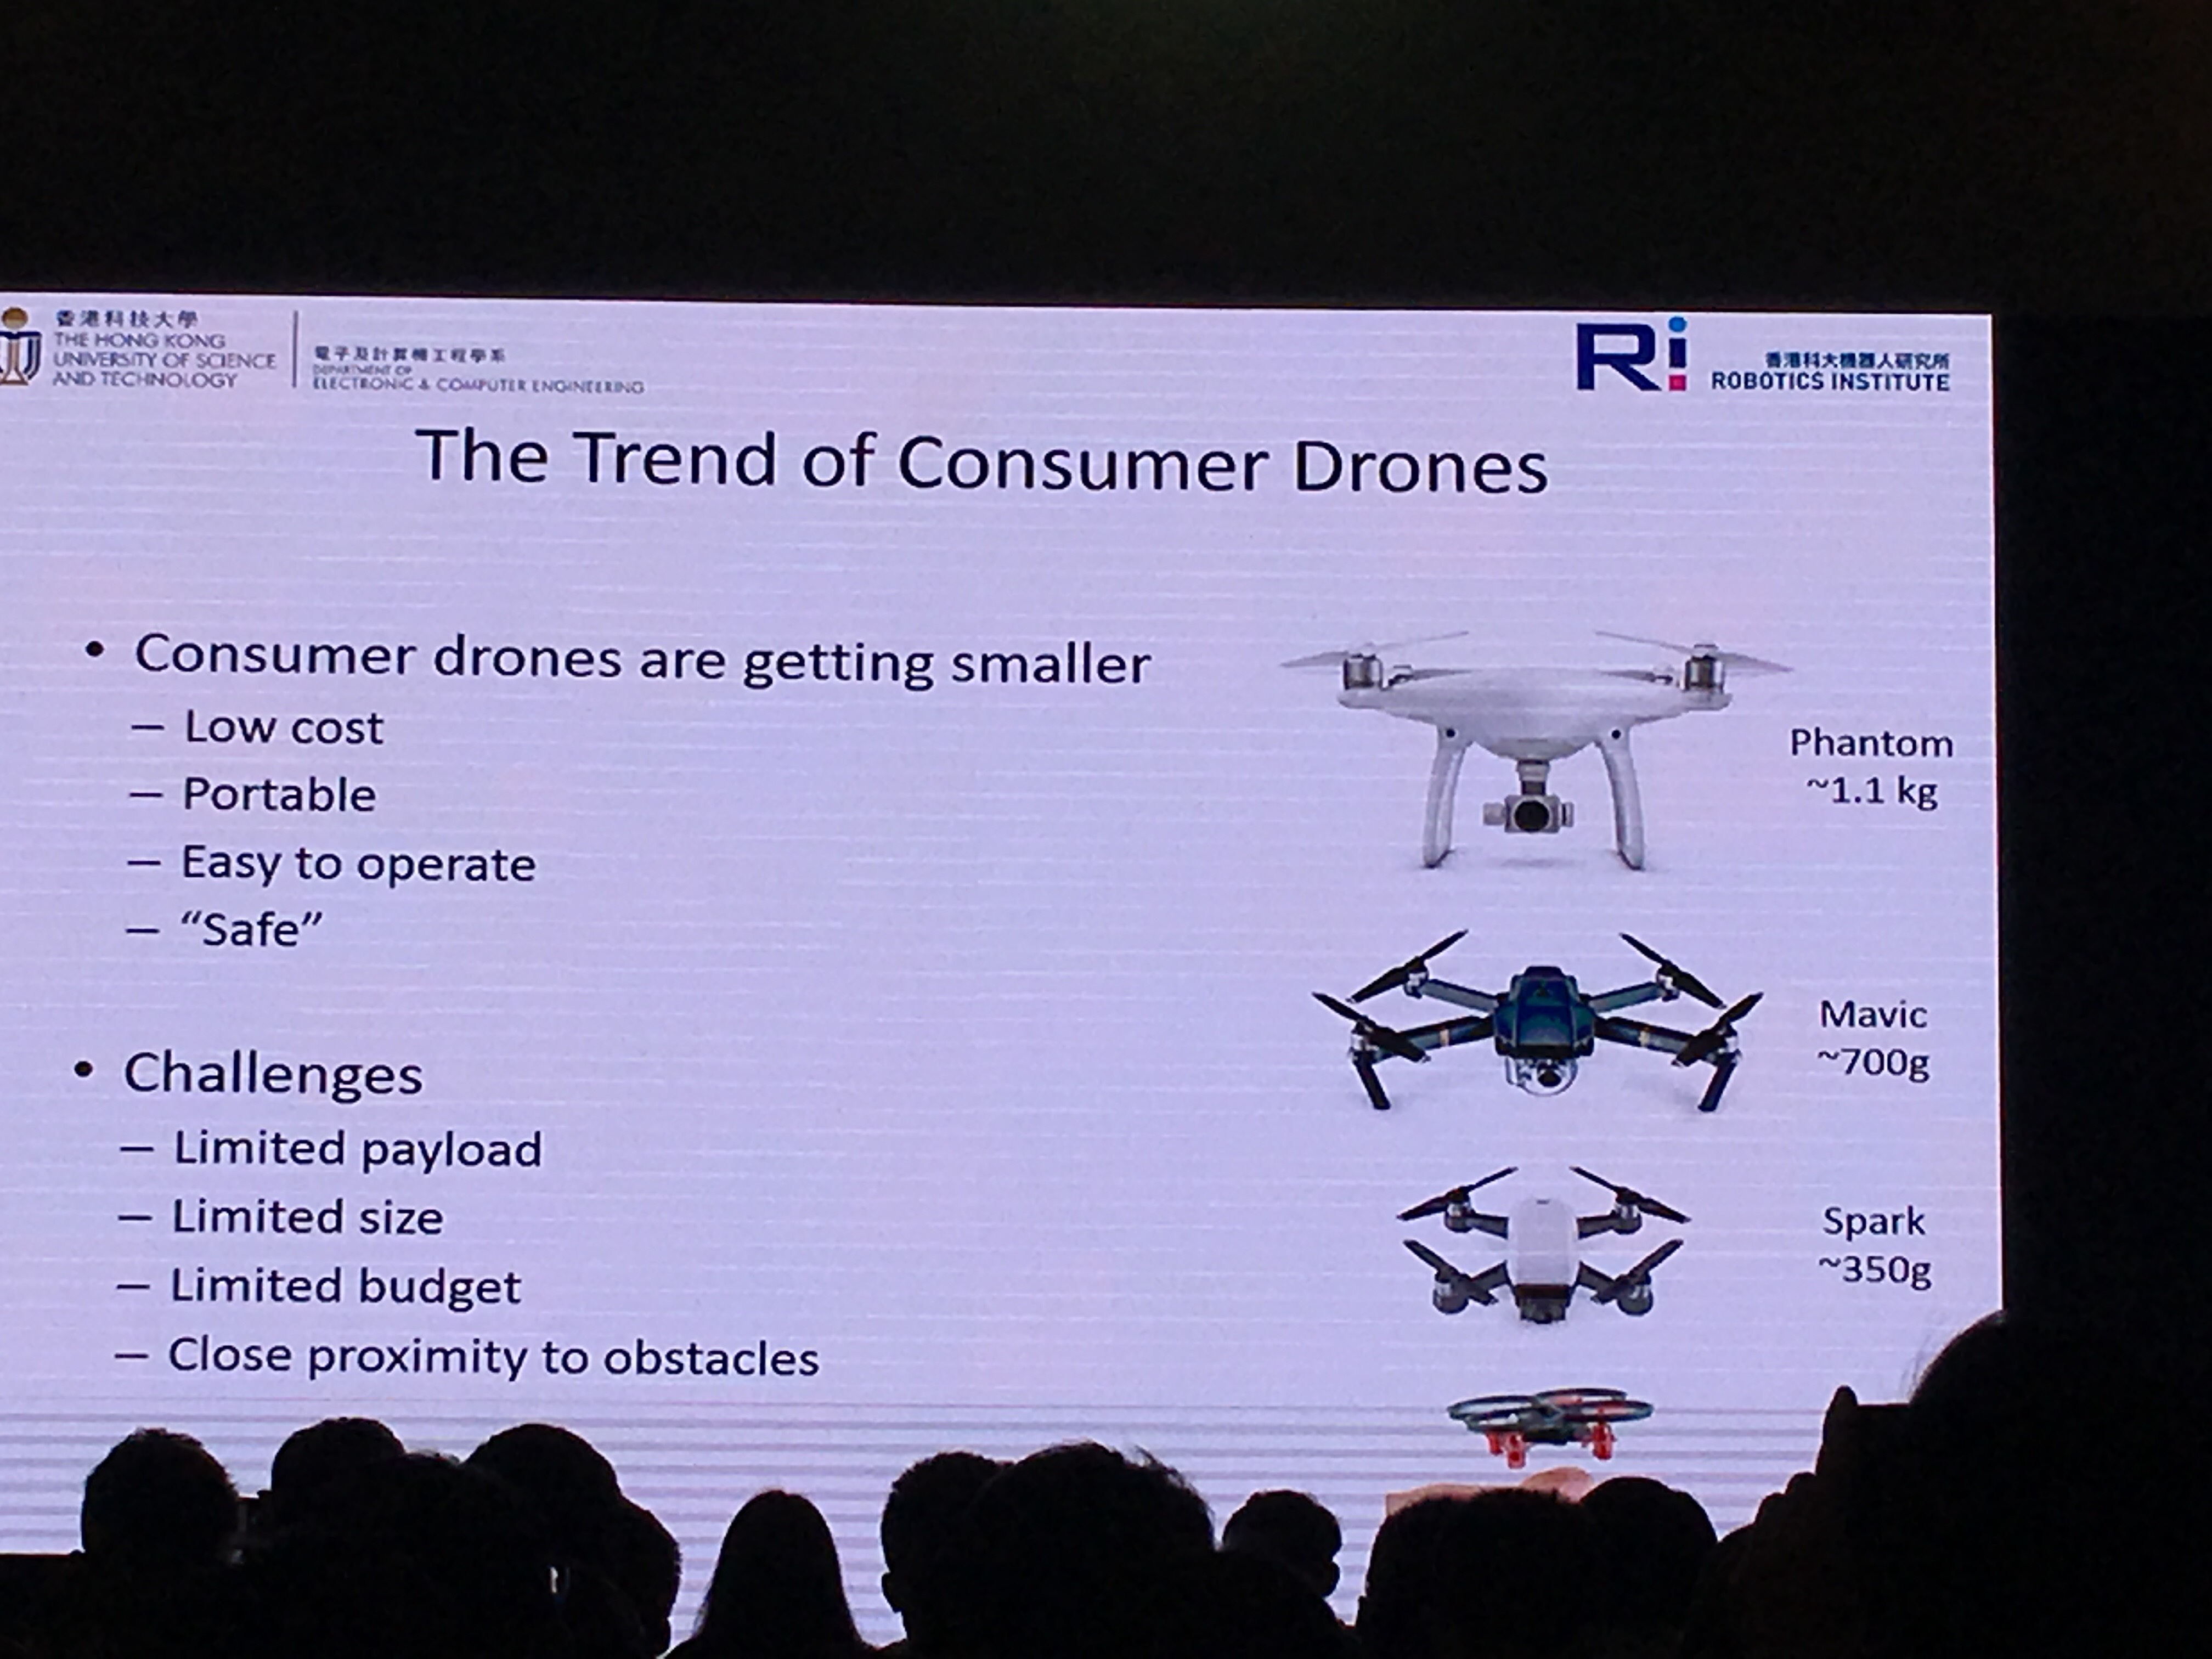 香港科技大學
THE HONG KONG
UNIVERSITY OF SCIENCE
AND TECHNOLOGY
電子及計算機工程學系
DEPARTMENT OF
ELECTRONIC & COMPUTER ENGINEERING
Ri
香港科大機器人研究所
ROBOTICS INSTITUTE
The Trend of Consumer Drones
• Consumer drones are getting smaller
– Low cost
– Portable
– Easy to operate
– “Safe”
• Challenges
– Limited payload
– Limited size
– Limited budget
– Close proximity to obstacles
Phantom
~1.1 kg
Mavic
~700g
Spark
~350g